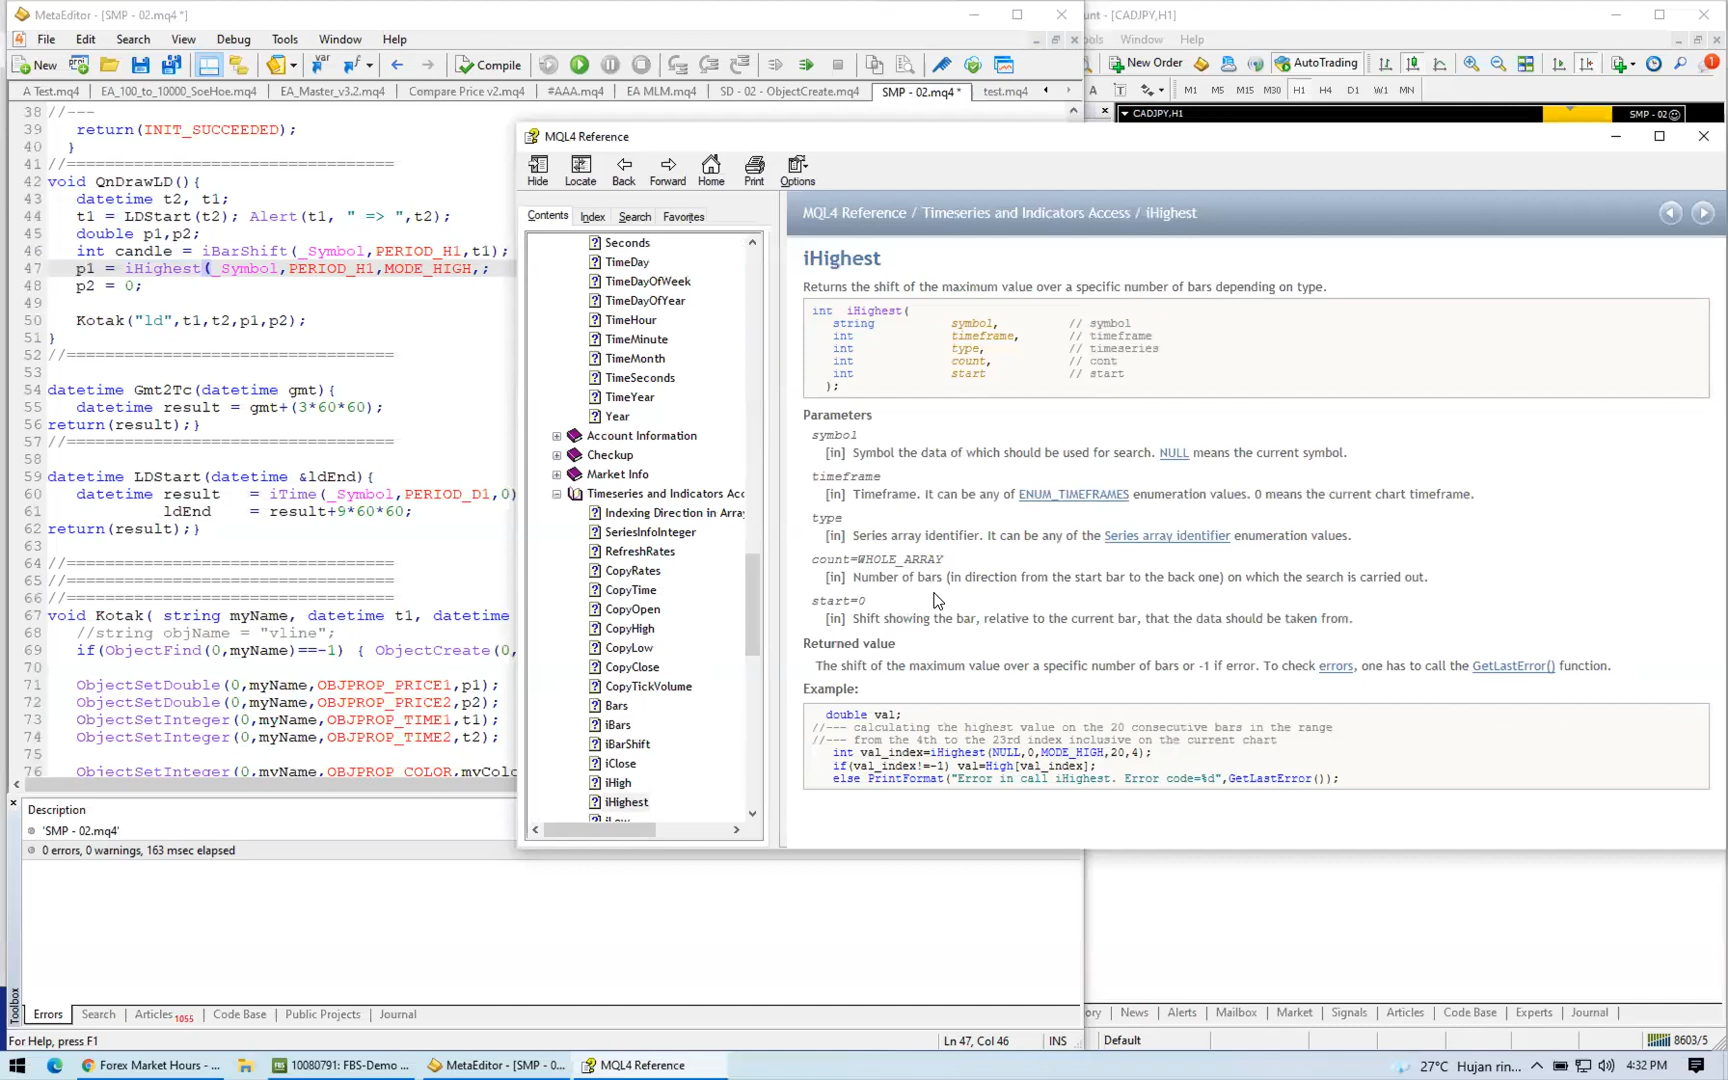 MetaEditor - [SMP - 02.mq4 *]
File Edit Search View Debug Tools Window Help
New Compile
A Test.mq4 EA_100_to_10000_SoeHoe.mq4 EA_Master_v3.2.mq4 Compare Price v2.mq4 #AAA.mq4 EA MLM.mq4 SD - 02 - ObjectCreate.mq4 SMP - 02.mq4 * test.mq4
38 //---
39 return(INIT_SUCCEEDED);
40 }
41 //===================================
42 void QnDrawLD(){
43 datetime t2, t1;
44 t1 = LDStart(t2); Alert(t1, " => ",t2);
45 double p1,p2;
46 int candle = iBarShift(_Symbol,PERIOD_H1,t1);
47 p1 = iHighest(_Symbol,PERIOD_H1,MODE_HIGH,;
48 p2 = 0;
49
50 Kotak("ld",t1,t2,p1,p2);
51 }
52 //===================================
53
54 datetime Gmt2Tc(datetime gmt){
55 datetime result = gmt+(3*60*60);
56 return(result);}
57 //===================================
58
59 datetime LDStart(datetime &ldEnd){
60 datetime result = iTime(_Symbol,PERIOD_D1,0)
61 ldEnd = result+9*60*60;
62 return(result);}
63
64 //===================================
65 //===================================
66 //===================================
67 void Kotak( string myName, datetime t1, datetime
68 //string objName = "vline";
69 if(ObjectFind(0,myName)==-1) { ObjectCreate(0,
70
71 ObjectSetDouble(0,myName,OBJPROP_PRICE1,p1);
72 ObjectSetDouble(0,myName,OBJPROP_PRICE2,p2);
73 ObjectSetInteger(0,myName,OBJPROP_TIME1,t1);
74 ObjectSetInteger(0,myName,OBJPROP_TIME2,t2);
75
76 ObjectSetInteger(0,myName,OBJPROP_COLOR,myColo
Description
'SMP - 02.mq4'
0 errors, 0 warnings, 163 msec elapsed
Toolbox
Errors Search Articles 1055 Code Base Public Projects Journal
For Help, press F1 Ln 47, Col 46 INS
unt - [CADJPY,H1]
ols Window Help
New Order AutoTrading
A T M1 M5 M15 M30 H1 H4 D1 W1 MN
CADJPY,H1 SMP - 02
MQL4 Reference
Hide Locate Back Forward Home Print Options
Contents Index Search Favorites
Seconds
TimeDay
TimeDayOfWeek
TimeDayOfYear
TimeHour
TimeMinute
TimeMonth
TimeSeconds
TimeYear
Year
Account Information
Checkup
Market Info
Timeseries and Indicators Acc
Indexing Direction in Array
SeriesInfoInteger
RefreshRates
CopyRates
CopyTime
CopyOpen
CopyHigh
CopyLow
CopyClose
CopyTickVolume
Bars
iBars
iBarShift
iClose
iHigh
iHighest
iLow
MQL4 Reference / Timeseries and Indicators Access / iHighest
iHighest
Returns the shift of the maximum value over a specific number of bars depending on type.
int iHighest(
string symbol, // symbol
int timeframe, // timeframe
int type, // timeseries
int count, // cont
int start // start
);
Parameters
symbol
[in] Symbol the data of which should be used for search. NULL means the current symbol.
timeframe
[in] Timeframe. It can be any of ENUM_TIMEFRAMES enumeration values. 0 means the current chart timeframe.
type
[in] Series array identifier. It can be any of the Series array identifier enumeration values.
count=WHOLE_ARRAY
[in] Number of bars (in direction from the start bar to the back one) on which the search is carried out.
start=0
[in] Shift showing the bar, relative to the current bar, that the data should be taken from.
Returned value
The shift of the maximum value over a specific number of bars or -1 if error. To check errors, one has to call the GetLastError() function.
Example:
double val;
//--- calculating the highest value on the 20 consecutive bars in the range
//--- from the 4th to the 23rd index inclusive on the current chart
int val_index=iHighest(NULL,0,MODE_HIGH,20,4);
if(val_index!=-1) val=High[val_index];
else PrintFormat("Error in call iHighest. Error code=%d",GetLastError());
ory News Alerts Mailbox Market Signals Articles Code Base Experts Journal
Default 8603/5
Forex Market Hours - ... 10080791: FBS-Demo ... MetaEditor - [SMP - 0... MQL4 Reference 27°C Hujan rin... 4:32 PM